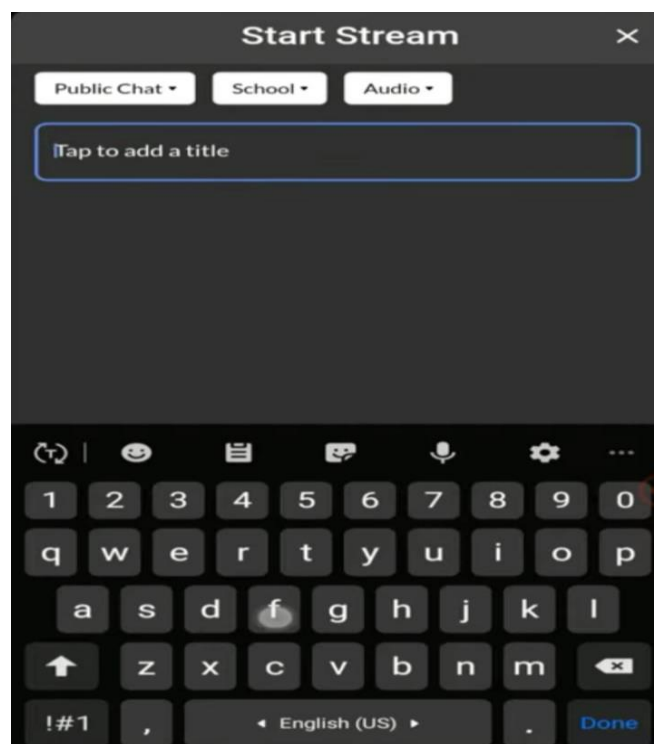 Start Stream
Public Chat
School
Audio
Tap to add a title
1 2 3 4 5 6 7 8 9 0
q w e r t y u i o p
a s d f g h j k l
z x c v b n m
!#1 , English (US) . Done